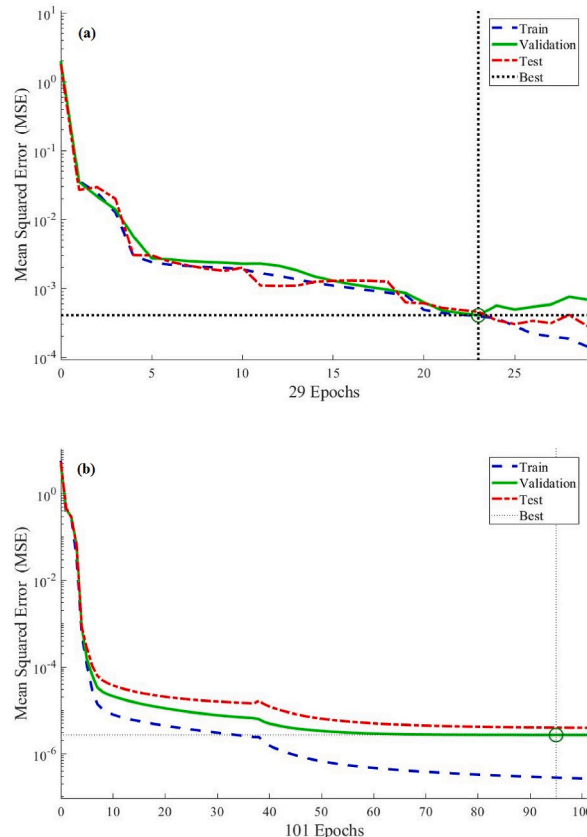 (a)
Train
Validation
Test
Best
Mean Squared Error (MSE)
10^0
10^-1
10^-2
10^-3
10^-4
0 5 10 15 20 25
29 Epochs
(b)
Train
Validation
Test
Best
Mean Squared Error (MSE)
10^0
10^-2
10^-4
10^-6
0 10 20 30 40 50 60 70 80 90 100
101 Epochs